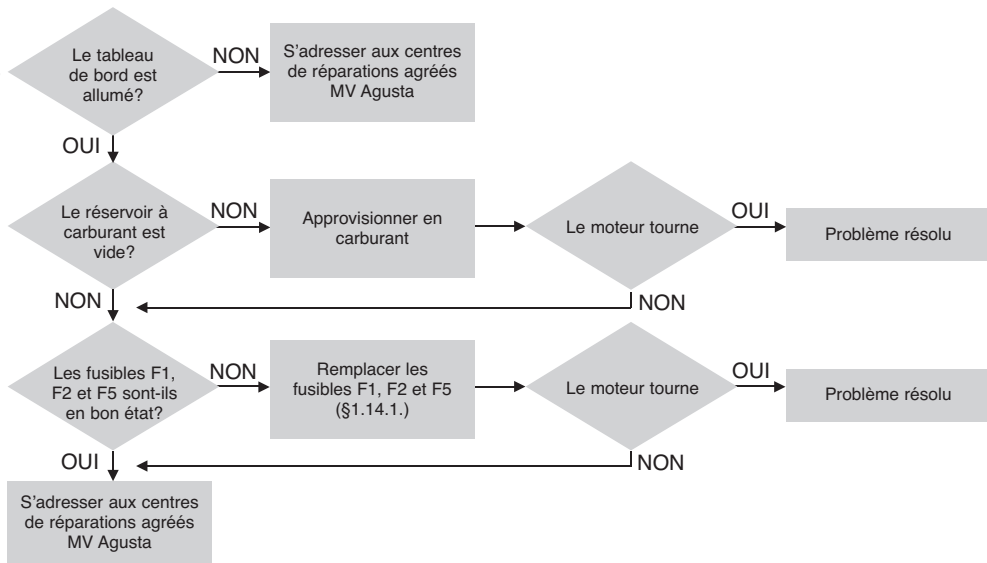 Le tableau
de bord est
allumé?
NON
S'adresser aux centres
de réparations agréés
MV Agusta
OUI
Le réservoir à
carburant est
vide?
NON
Approvisionner en
carburant
Le moteur tourne
OUI
Problème résolu
NON
NON
Les fusibles F1,
F2 et F5 sont-ils
en bon état?
NON
Remplacer les
fusibles F1, F2 et F5
(§1.14.1.)
Le moteur tourne
OUI
Problème résolu
OUI
NON
S'adresser aux centres
de réparations agréés
MV Agusta